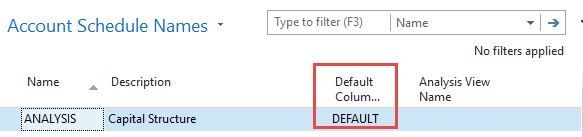 Account Schedule Names
Type to filter (F3) Name
No filters applied
Name Description Default Colum... Analysis View Name
ANALYSIS Capital Structure DEFAULT